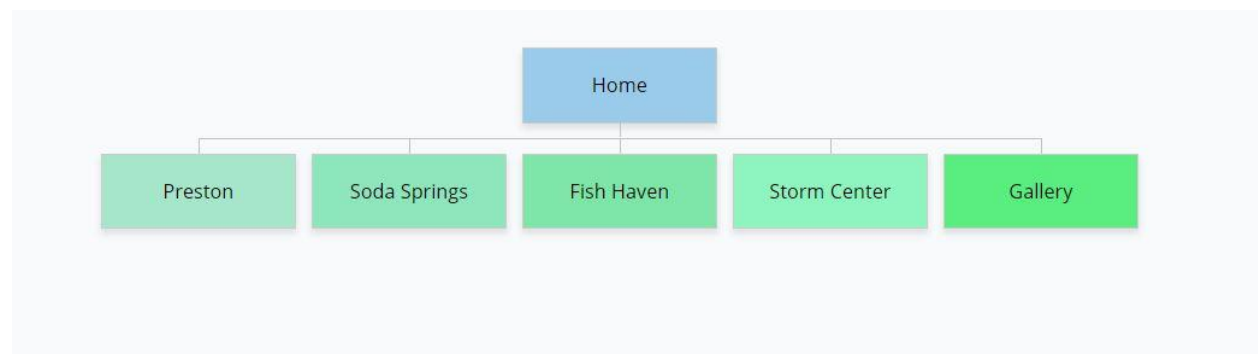 Home
Preston
Soda Springs
Fish Haven
Storm Center
Gallery